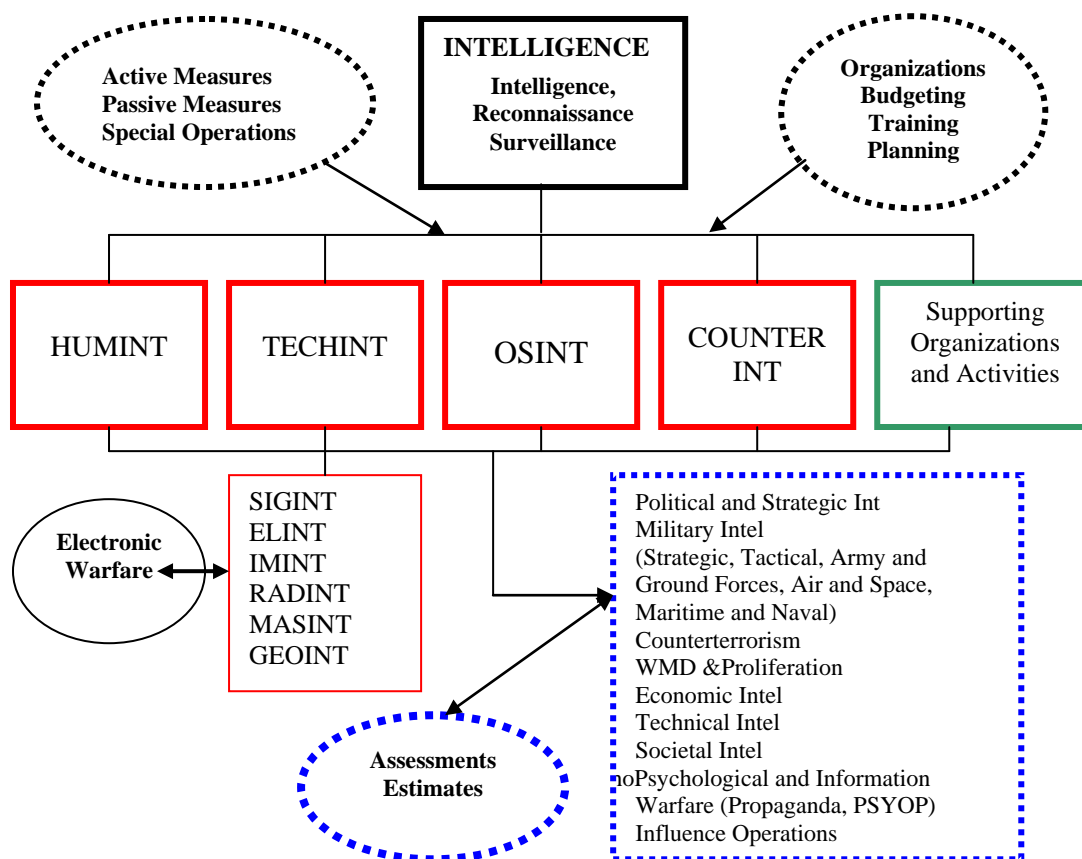 Active Measures
Passive Measures
Special Operations
INTELLIGENCE
Intelligence,
Reconnaissance
Surveillance
Organizations
Budgeting
Training
Planning
HUMINT
TECHINT
OSINT
COUNTER
INT
Supporting
Organizations
and Activities
Electronic
Warfare
SIGINT
ELINT
IMINT
RADINT
MASINT
GEOINT
Political and Strategic Int
Military Intel
(Strategic, Tactical, Army and
Ground Forces, Air and Space,
Maritime and Naval)
Counterterrorism
WMD &Proliferation
Economic Intel
Technical Intel
Societal Intel
noPsychological and Information
Warfare (Propaganda, PSYOP)
Influence Operations
Assessments
Estimates